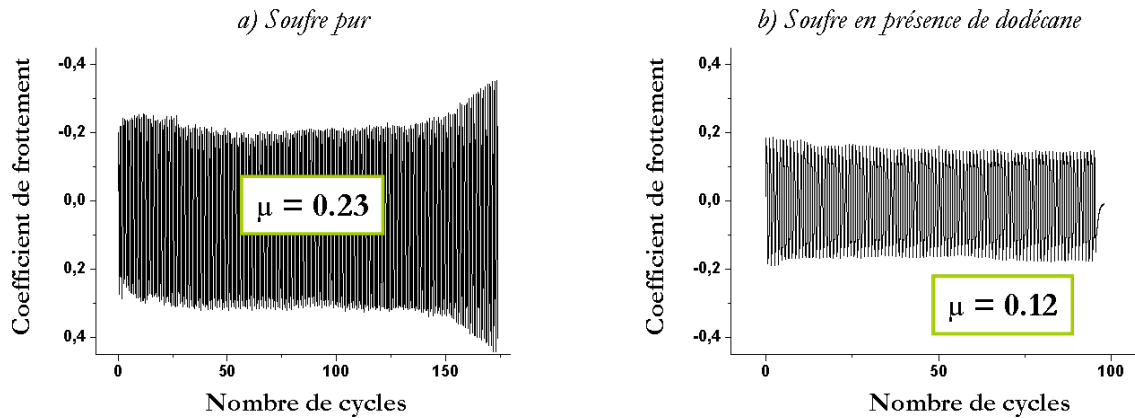 a) Soufre pur
Coefficient de frottement
-0,4
-0,2
0,0
0,2
0,4
μ = 0.23
0
50
100
150
Nombre de cycles
b) Soufre en présence de dodécane
Coefficient de frottement
0,4
0,2
0,0
-0,2
-0,4
μ = 0.12
0
50
100
Nombre de cycles